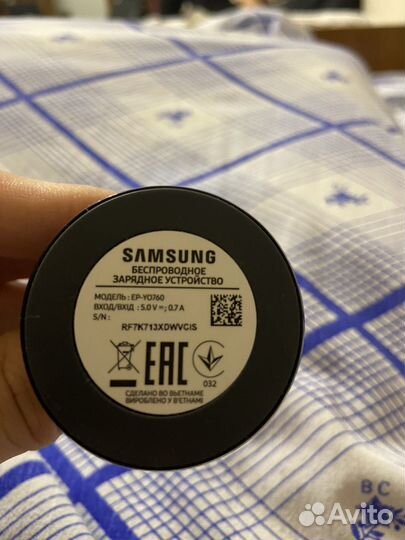 SAMSUNG
БЕСПРОВОДНОЕ
ЗАРЯДНОЕ УСТРОЙСТВО
МОДЕЛЬ : EP-YO760
ВХОД/ВХІД : 5.0 V ⎓; 0.7 A
S/N :
RF7K713XDWVCIS
EAC
032
СДЕЛАНО ВО ВЬЕТНАМЕ
ВИРОБЛЕНО У В'ЄТНАМІ
BC
Avito